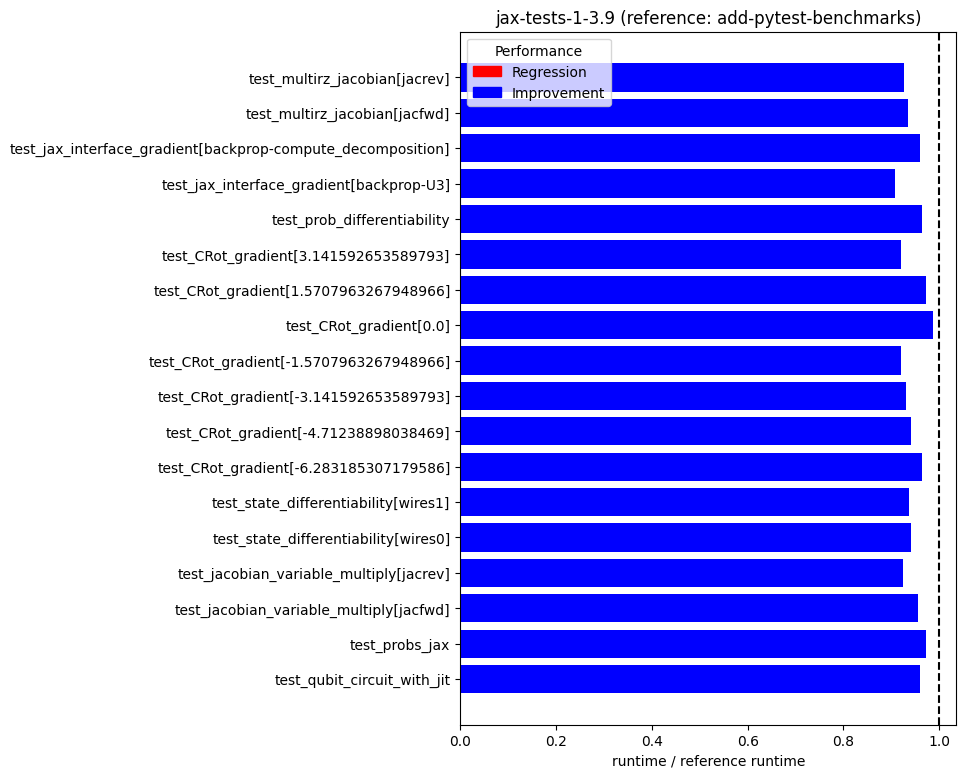 jax-tests-1-3.9 (reference: add-pytest-benchmarks)
Performance
Regression
Improvement
test_multirz_jacobian[jacrev]
test_multirz_jacobian[jacfwd]
test_jax_interface_gradient[backprop-compute_decomposition]
test_jax_interface_gradient[backprop-U3]
test_prob_differentiability
test_CRot_gradient[3.141592653589793]
test_CRot_gradient[1.5707963267948966]
test_CRot_gradient[0.0]
test_CRot_gradient[-1.5707963267948966]
test_CRot_gradient[-3.141592653589793]
test_CRot_gradient[-4.71238898038469]
test_CRot_gradient[-6.283185307179586]
test_state_differentiability[wires1]
test_state_differentiability[wires0]
test_jacobian_variable_multiply[jacrev]
test_jacobian_variable_multiply[jacfwd]
test_probs_jax
test_qubit_circuit_with_jit
0.0 0.2 0.4 0.6 0.8 1.0
runtime / reference runtime